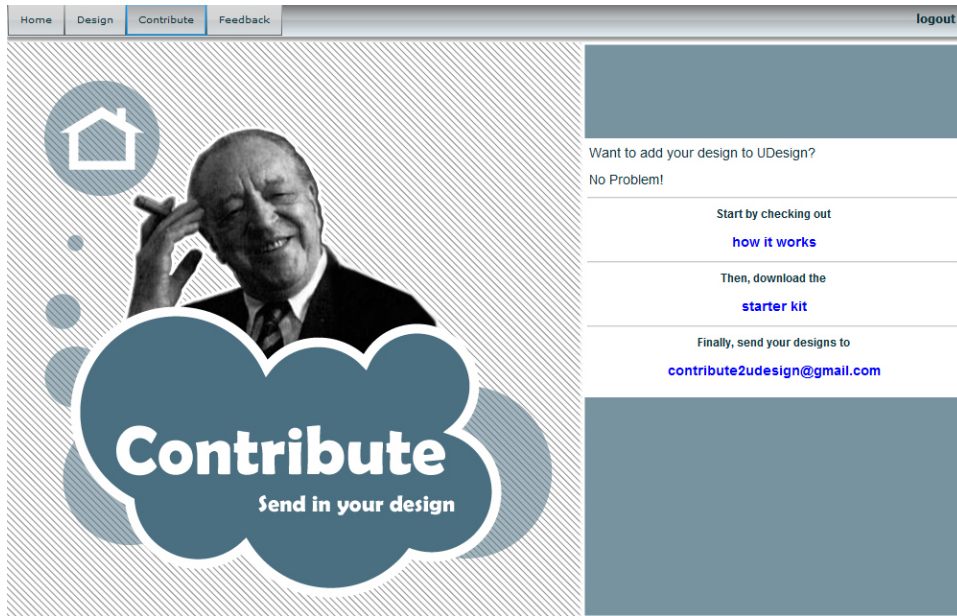 Home
Design
Contribute
Feedback
logout
Contribute
Send in your design
Want to add your design to UDesign?
No Problem!
Start by checking out
how it works
Then, download the
starter kit
Finally, send your designs to
contribute2udesign@gmail.com